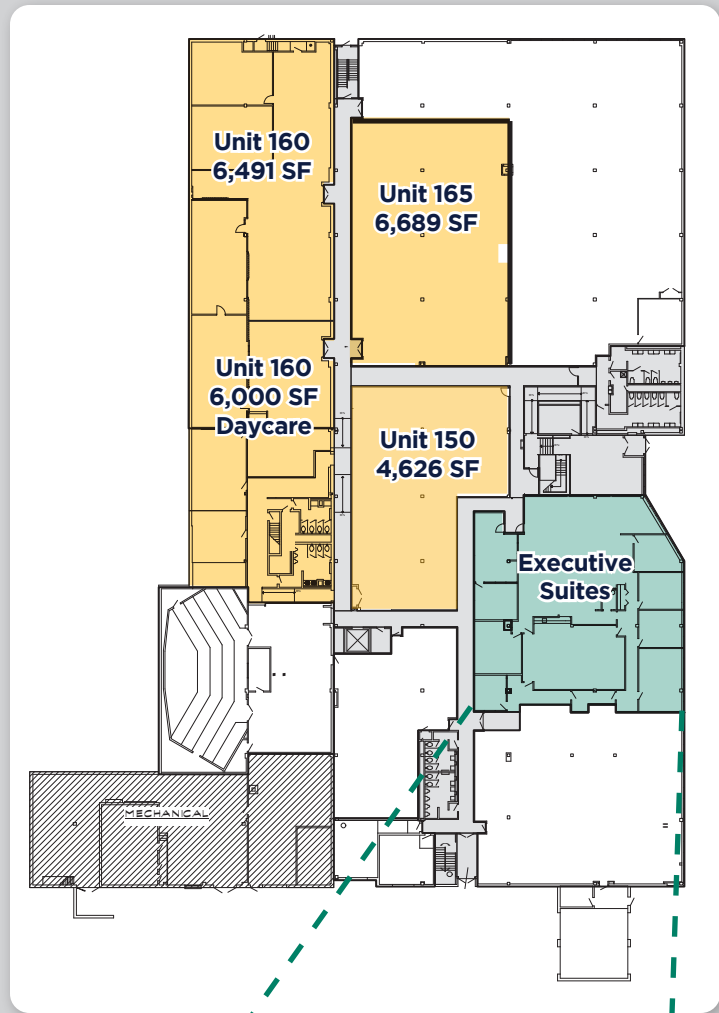 Unit 160
6,491 SF
Unit 165
6,689 SF
Unit 160
6,000 SF
Daycare
Unit 150
4,626 SF
Executive
Suites
MECHANICAL